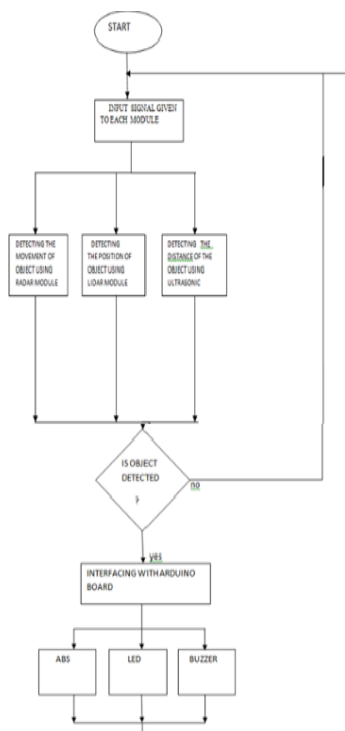 START
INPUT SIGNAL GIVEN
TO EACH MODULE
DETECTING THE
MOVEMENT OF
OBJECT USING
RADAR MODULE
DETECTING
THE POSITION OF
OBJECT USING
LIDAR MODULE
DETECTING THE
DISTANCE OF THE
OBJECT USING
ULTRASONIC
IS OBJECT
DETECTED
?
no
yes
INTERFACING WITH ARDUINO
BOARD
ABS
LED
BUZZER